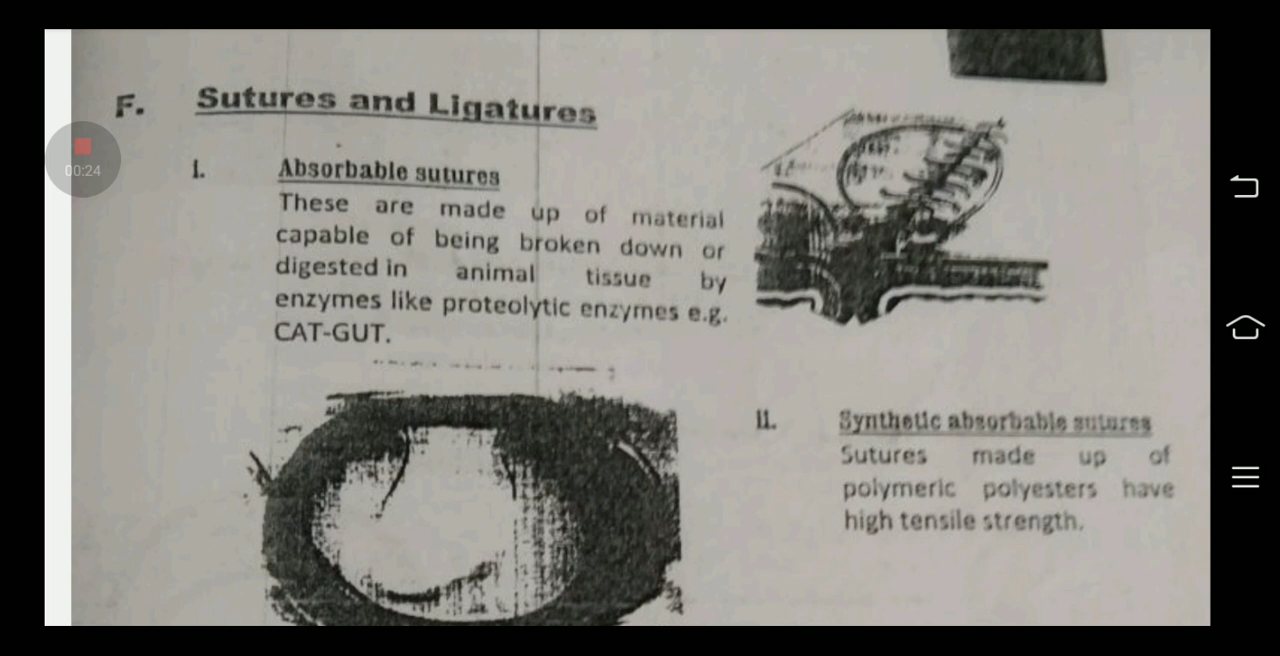 F. Sutures and Ligatures
00:24
i. Absorbable sutures
These are made up of material
capable of being broken down or
digested in animal tissue by
enzymes like proteolytic enzymes e.g.
CAT-GUT.
ii. Synthetic absorbable sutures
Sutures made up of
polymeric polyesters have
high tensile strength.